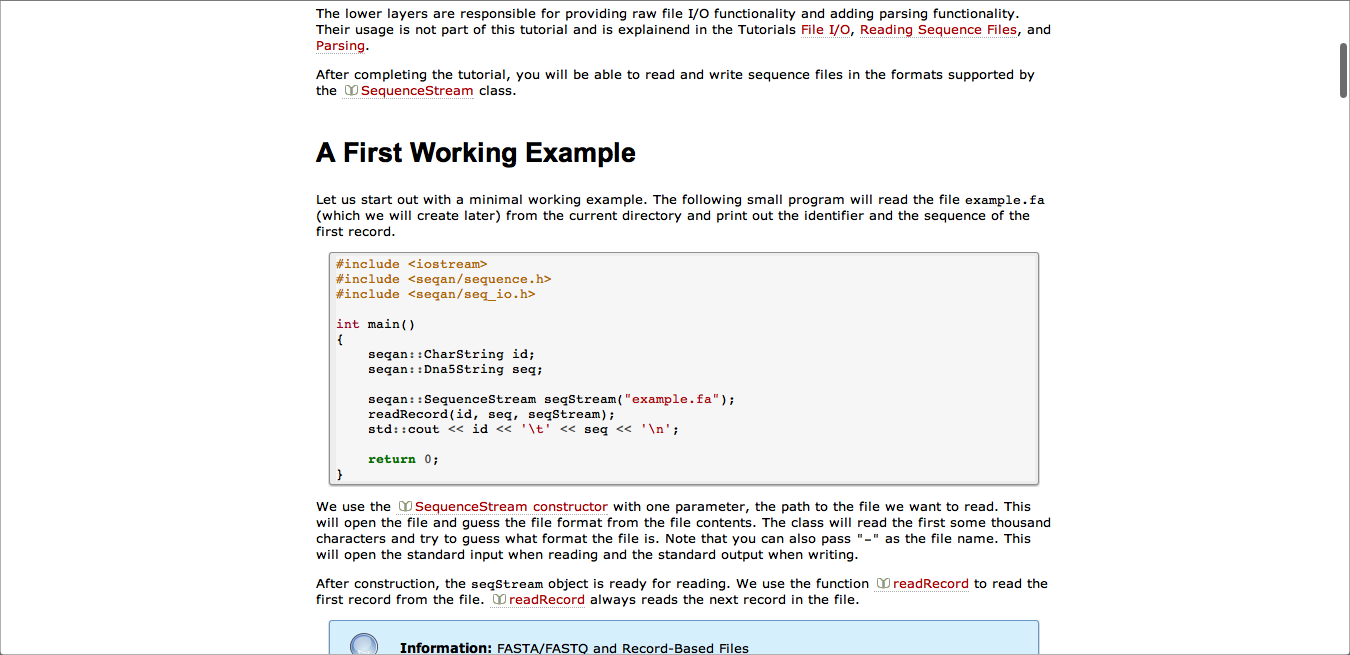 The lower layers are responsible for providing raw file I/O functionality and adding parsing functionality.
Their usage is not part of this tutorial and is explainend in the Tutorials File I/O, Reading Sequence Files, and
Parsing.
After completing the tutorial, you will be able to read and write sequence files in the formats supported by
the SequenceStream class.
A First Working Example
Let us start out with a minimal working example. The following small program will read the file example.fa
(which we will create later) from the current directory and print out the identifier and the sequence of the
first record.
#include <iostream>
#include <seqan/sequence.h>
#include <seqan/seq_io.h>
int main()
{
    seqan::CharString id;
    seqan::Dna5String seq;
    seqan::SequenceStream seqStream("example.fa");
    readRecord(id, seq, seqStream);
    std::cout << id << '\t' << seq << '\n';
    return 0;
}
We use the SequenceStream constructor with one parameter, the path to the file we want to read. This
will open the file and guess the file format from the file contents. The class will read the first some thousand
characters and try to guess what format the file is. Note that you can also pass "-" as the file name. This
will open the standard input when reading and the standard output when writing.
After construction, the seqStream object is ready for reading. We use the function readRecord to read the
first record from the file. readRecord always reads the next record in the file.
Information: FASTA/FASTQ and Record-Based Files